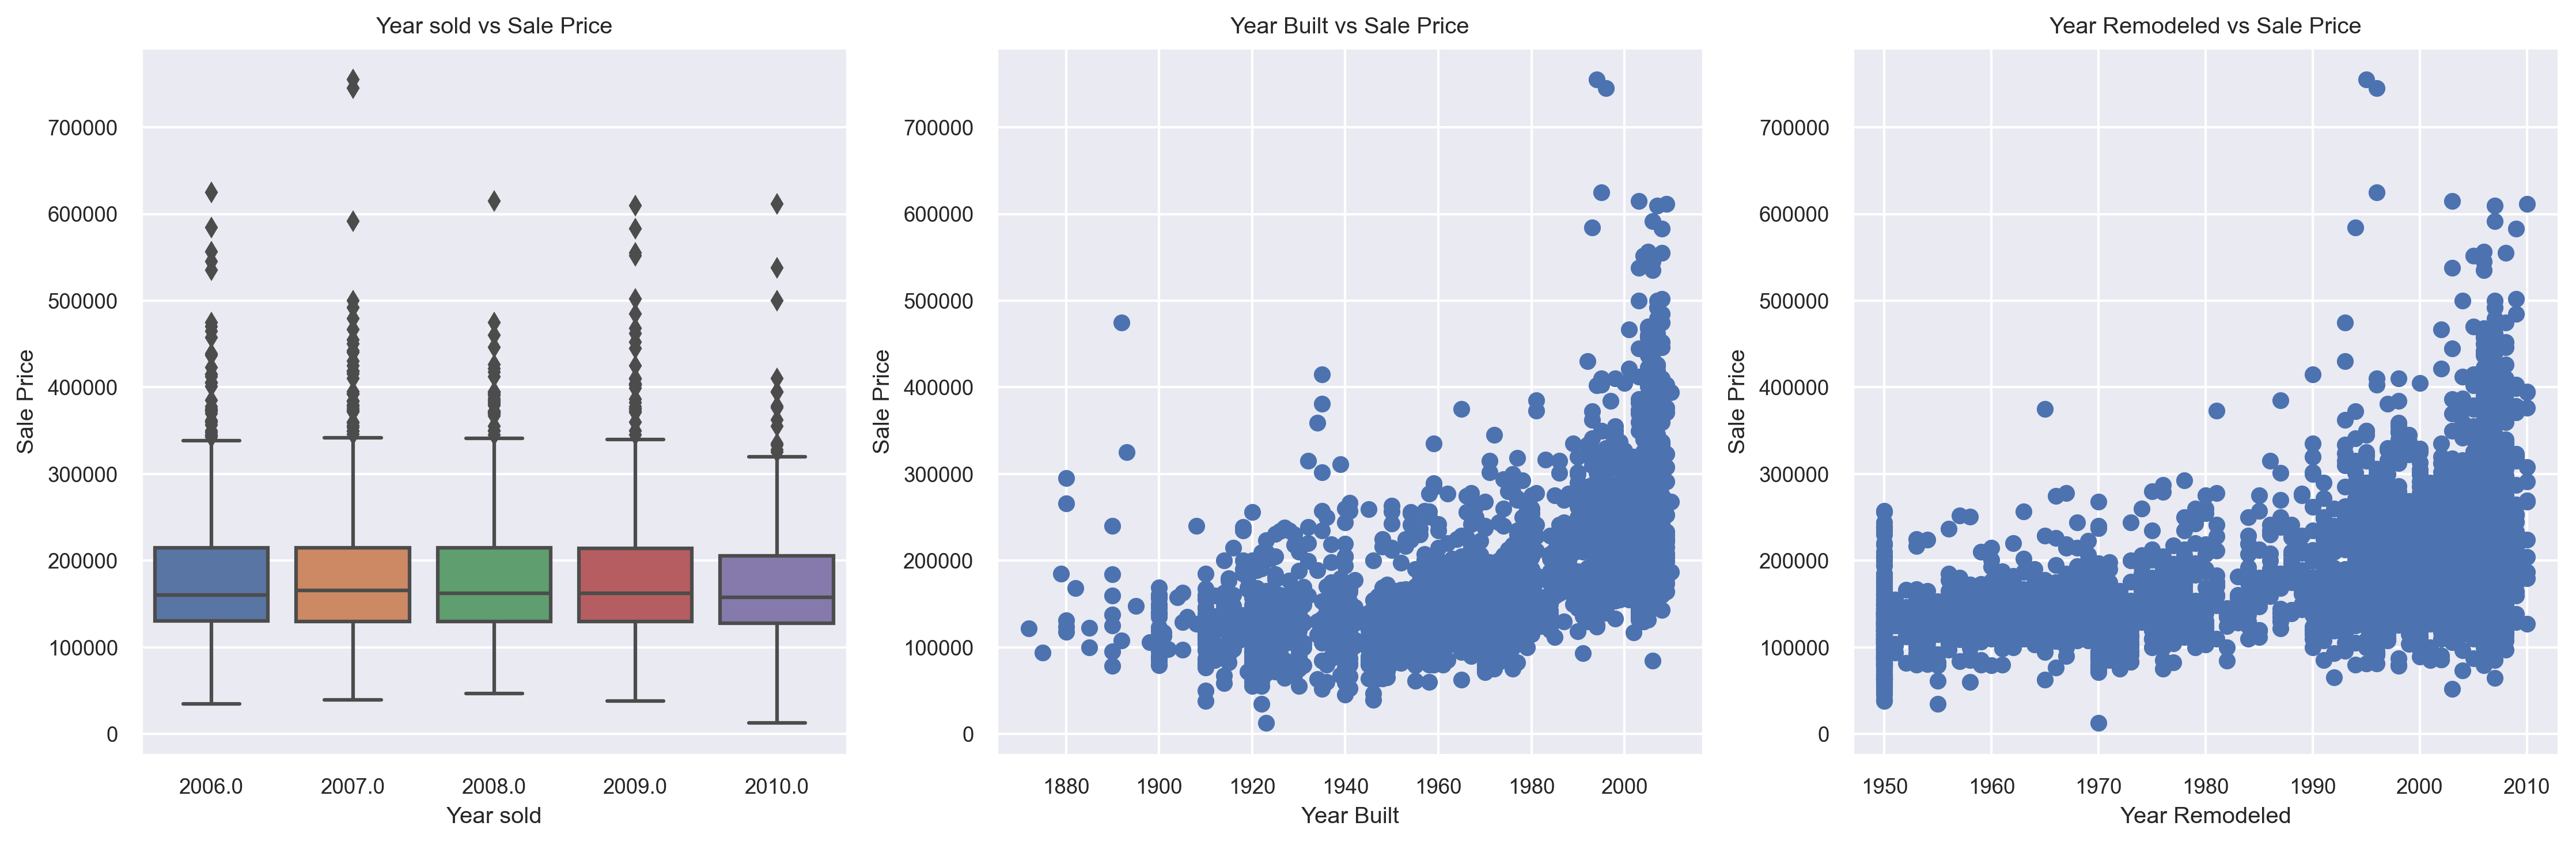 Year sold vs Sale Price
700000
600000
500000
400000
300000
200000
100000
0
Sale Price
2006.0 2007.0 2008.0 2009.0 2010.0
Year sold
Year Built vs Sale Price
700000
600000
500000
400000
300000
200000
100000
0
Sale Price
1880 1900 1920 1940 1960 1980 2000
Year Built
Year Remodeled vs Sale Price
700000
600000
500000
400000
300000
200000
100000
0
Sale Price
1950 1960 1970 1980 1990 2000 2010
Year Remodeled